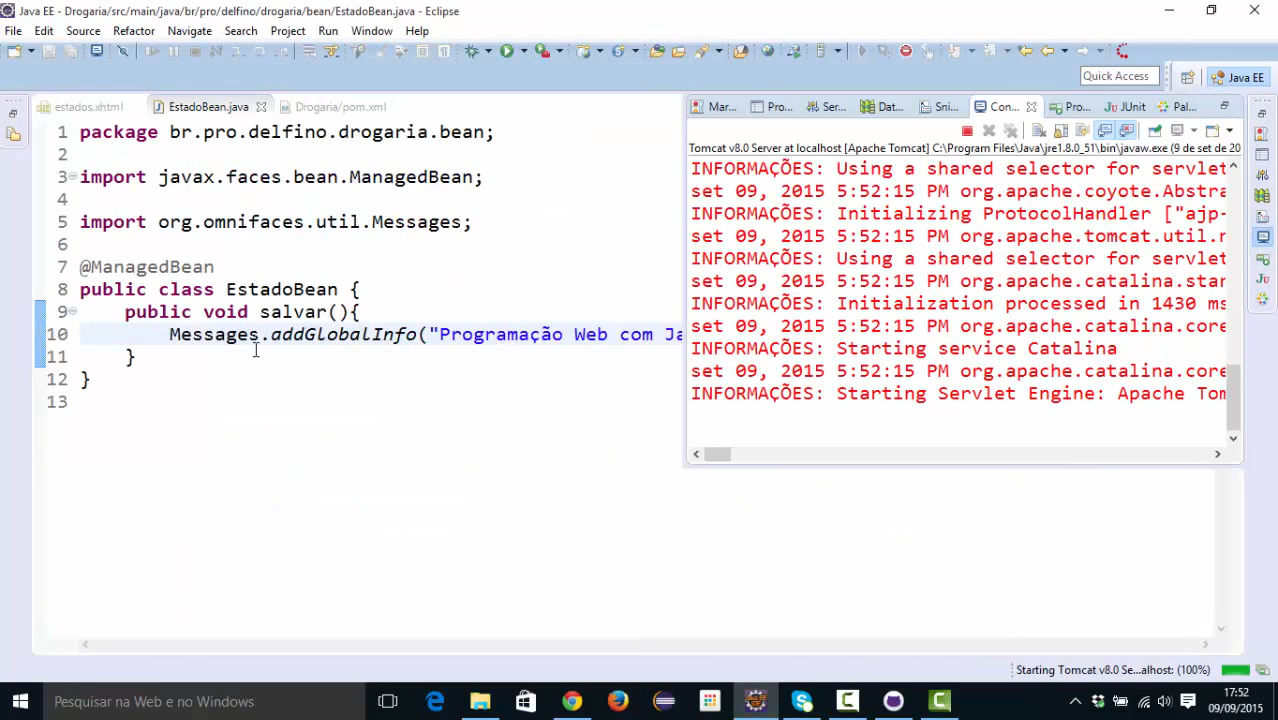 Java EE - Drogaria/src/main/java/br/pro/delfino/drogaria/bean/EstadoBean.java - Eclipse
File Edit Source Refactor Navigate Search Project Run Window Help
Quick Access
Java EE
estados.xhtml EstadoBean.java Drogaria/pom.xml
1 package br.pro.delfino.drogaria.bean;
2
3 import javax.faces.bean.ManagedBean;
4
5 import org.omnifaces.util.Messages;
6
7 @ManagedBean
8 public class EstadoBean {
9 public void salvar(){
10 Messages.addGlobalInfo("Programação Web com Ja
11 }
12 }
13
Mar... Pro... Ser... Dat... Sni... Con... Pro... JUnit Pal...
Tomcat v8.0 Server at localhost [Apache Tomcat] C:\Program Files\Java\jre1.8.0_51\bin\javaw.exe (9 de set de 20
INFORMAÇÕES: Using a shared selector for servlet
set 09, 2015 5:52:15 PM org.apache.coyote.Abstra
INFORMAÇÕES: Initializing ProtocolHandler ["ajp-
set 09, 2015 5:52:15 PM org.apache.tomcat.util.n
INFORMAÇÕES: Using a shared selector for servlet
set 09, 2015 5:52:15 PM org.apache.catalina.star
INFORMAÇÕES: Initialization processed in 1430 ms
set 09, 2015 5:52:15 PM org.apache.catalina.core
INFORMAÇÕES: Starting service Catalina
set 09, 2015 5:52:15 PM org.apache.catalina.core
INFORMAÇÕES: Starting Servlet Engine: Apache Tom
Starting Tomcat v8.0 Se...alhost: (100%)
Pesquisar na Web e no Windows
17:52
09/09/2015